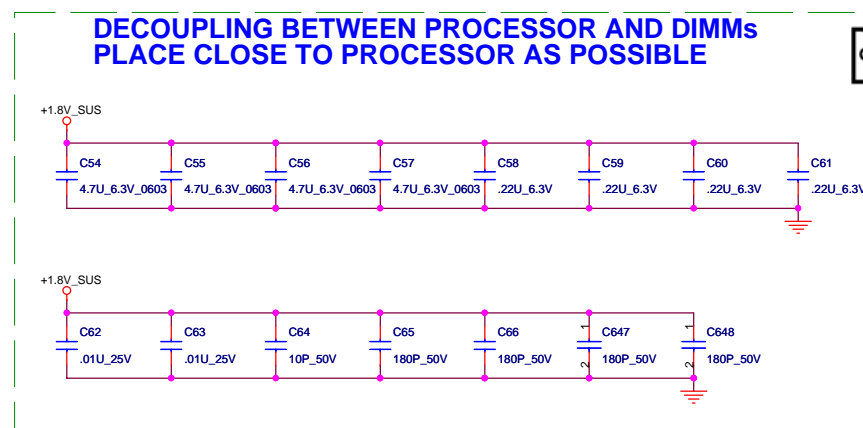 DECOUPLING BETWEEN PROCESSOR AND DIMMs
PLACE CLOSE TO PROCESSOR AS POSSIBLE
+1.8V_SUS
C54 C55 C56 C57 C58 C59 C60 C61
4.7U_6.3V_0603 4.7U_6.3V_0603 4.7U_6.3V_0603 4.7U_6.3V_0603 .22U_6.3V .22U_6.3V .22U_6.3V .22U_6.3V
+1.8V_SUS
1 1
C62 C63 C64 C65 C66 C647 C648
.01U_25V .01U_25V 10P_50V 180P_50V 180P_50V 180P_50V 180P_50V
2 2